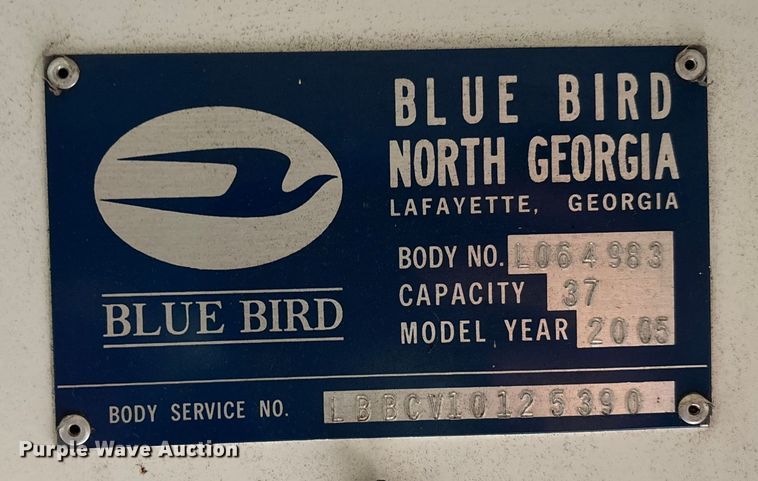 BLUE BIRD
NORTH GEORGIA
LAFAYETTE, GEORGIA
BODY NO. L064983
CAPACITY 37
MODEL YEAR 2005
BLUE BIRD
BODY SERVICE NO. LBBCV10125390
Purple Wave Auction